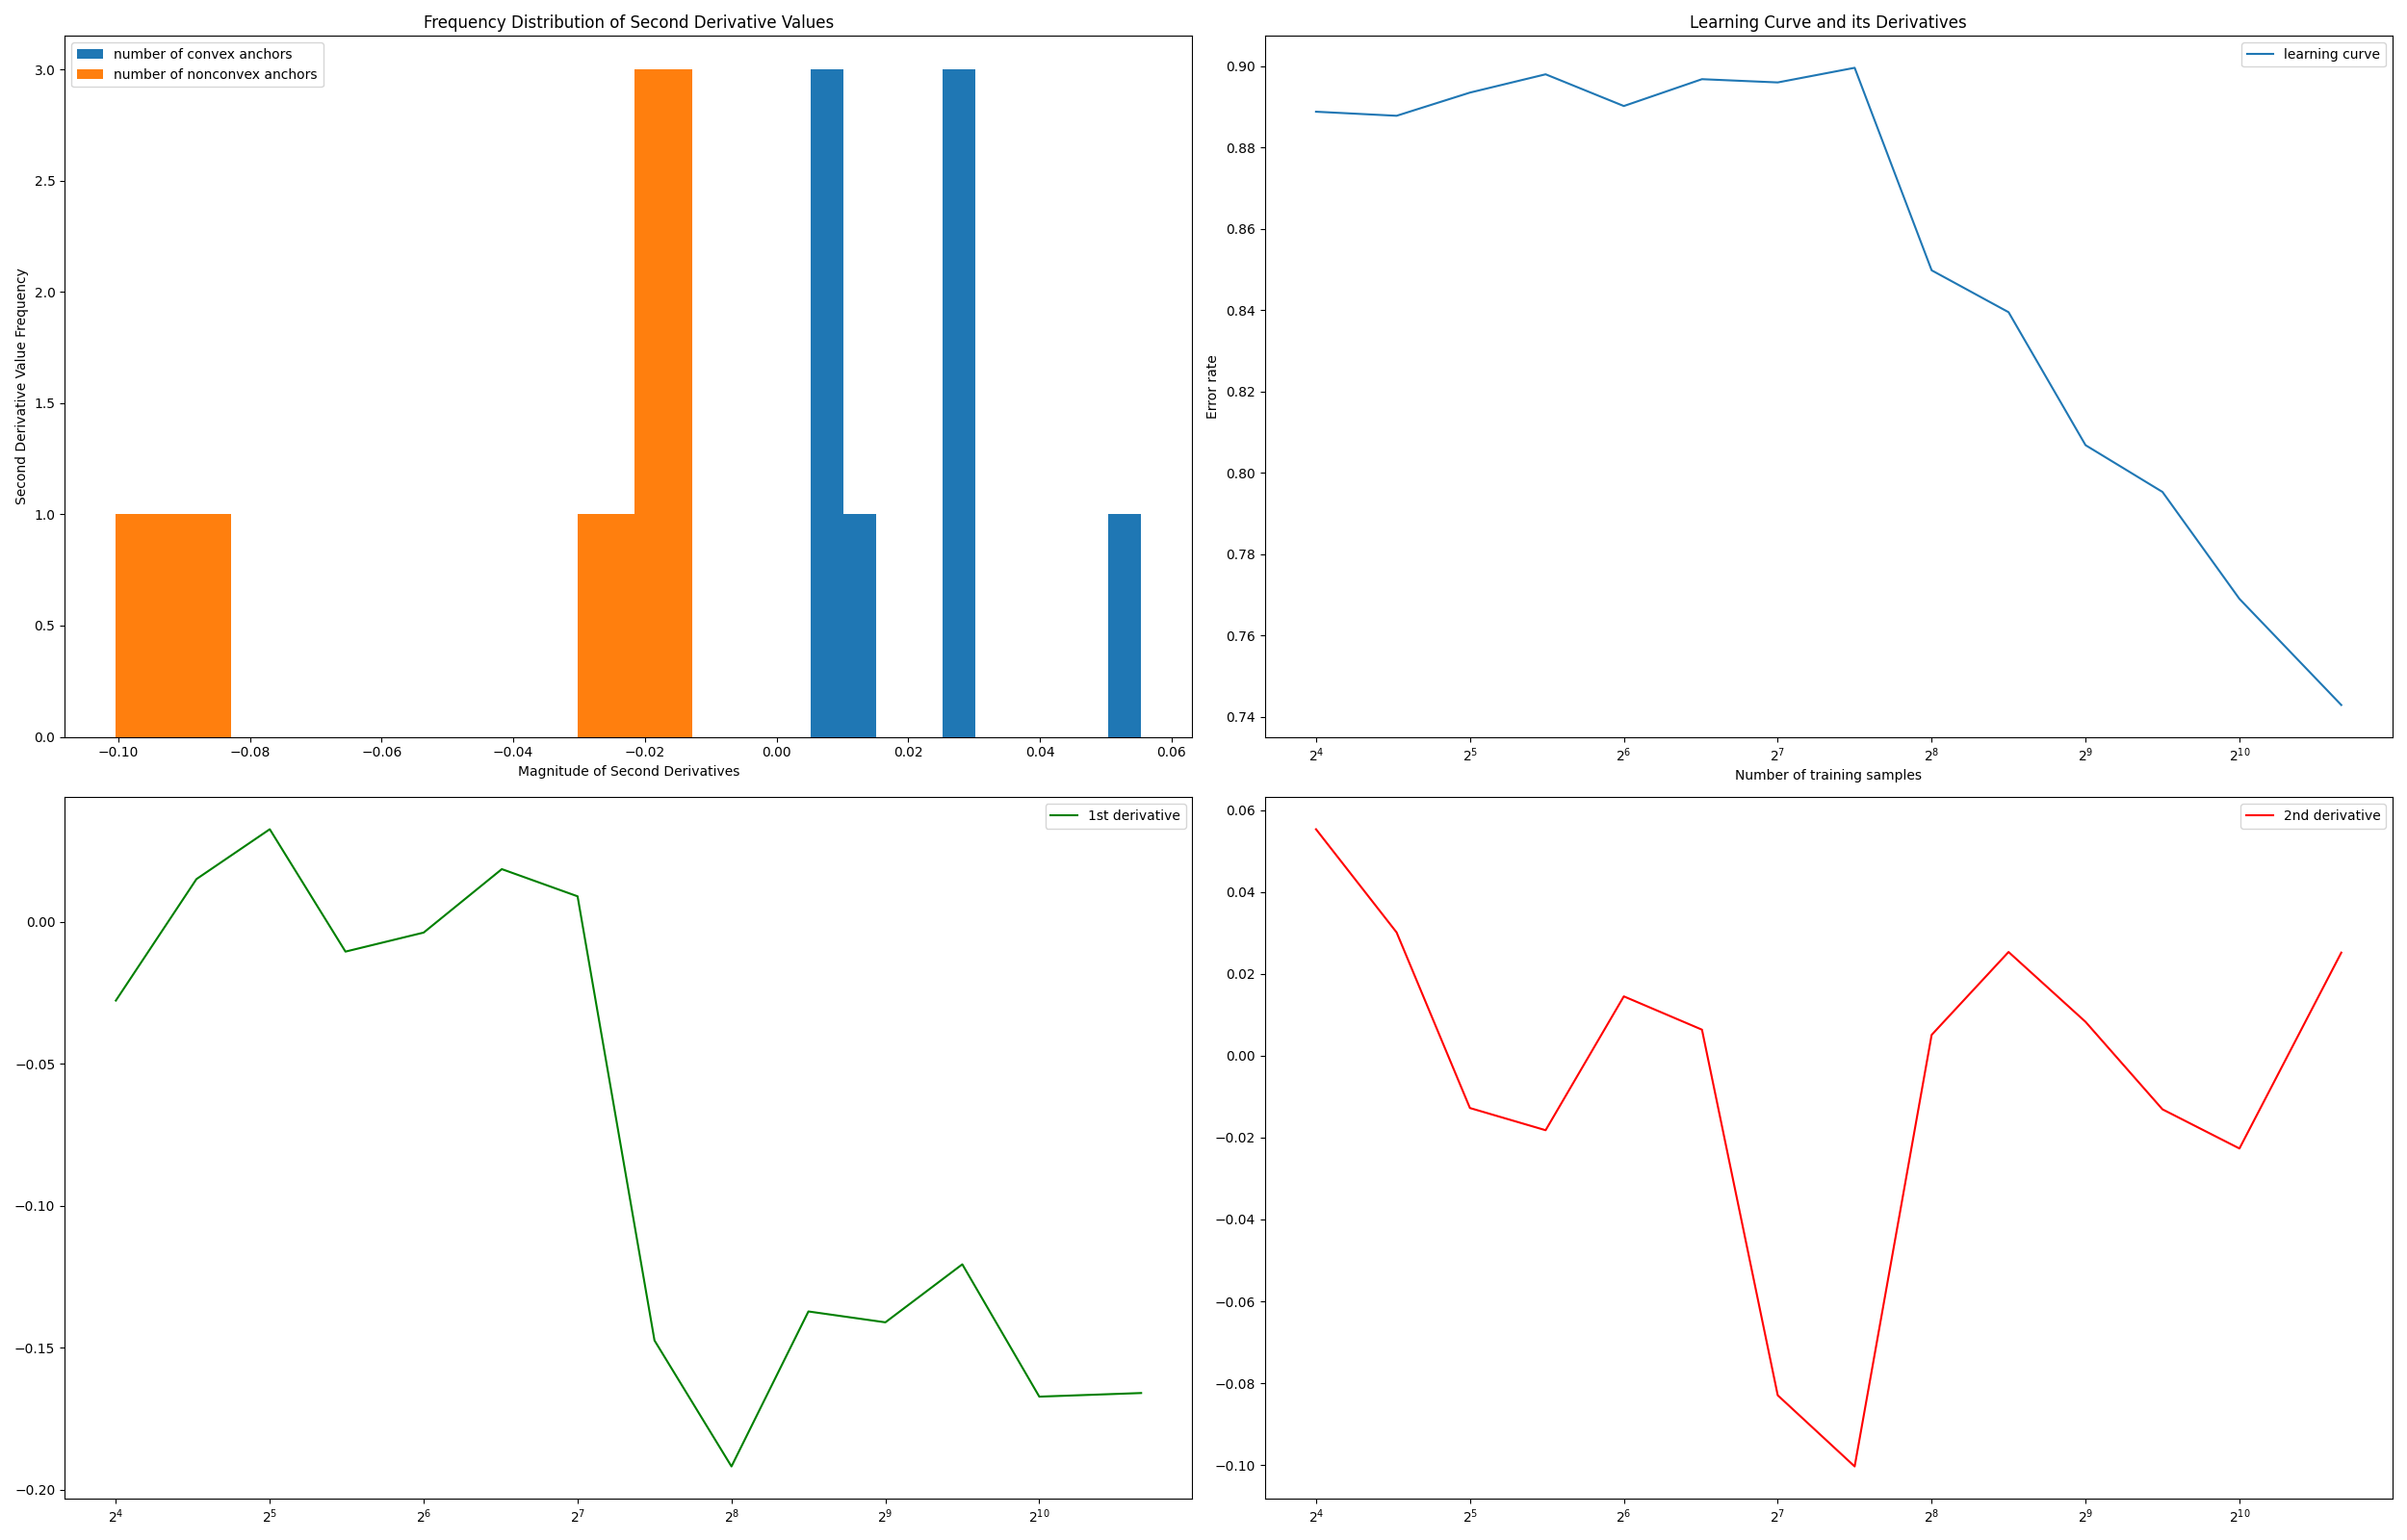 Frequency Distribution of Second Derivative Values
number of convex anchors
number of nonconvex anchors
Second Derivative Value Frequency
3.0
2.5
2.0
1.5
1.0
0.5
0.0
−0.10 −0.08 −0.06 −0.04 −0.02 0.00 0.02 0.04 0.06
Magnitude of Second Derivatives
Learning Curve and its Derivatives
learning curve
Error rate
0.90
0.88
0.86
0.84
0.82
0.80
0.78
0.76
0.74
2⁴ 2⁵ 2⁶ 2⁷ 2⁸ 2⁹ 2¹⁰
Number of training samples
1st derivative
0.00
−0.05
−0.10
−0.15
−0.20
2⁴ 2⁵ 2⁶ 2⁷ 2⁸ 2⁹ 2¹⁰
2nd derivative
0.06
0.04
0.02
0.00
−0.02
−0.04
−0.06
−0.08
−0.10
2⁴ 2⁵ 2⁶ 2⁷ 2⁸ 2⁹ 2¹⁰